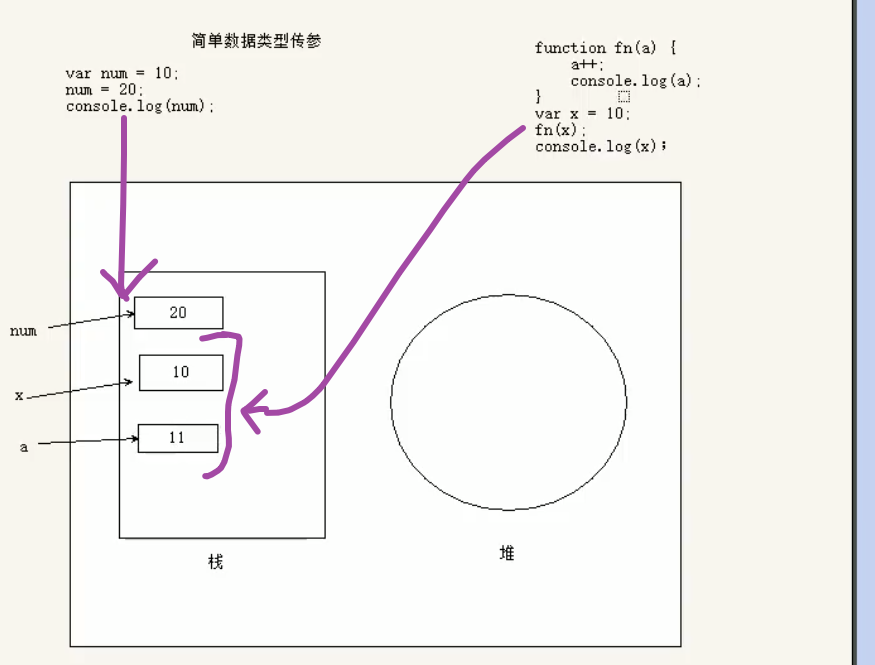 简单数据类型传参
var num = 10;
num = 20;
console.log(num);
function fn(a) {
    a++;
    console.log(a);
}
var x = 10;
fn(x);
console.log(x);
num
20
x
10
a
11
栈
堆